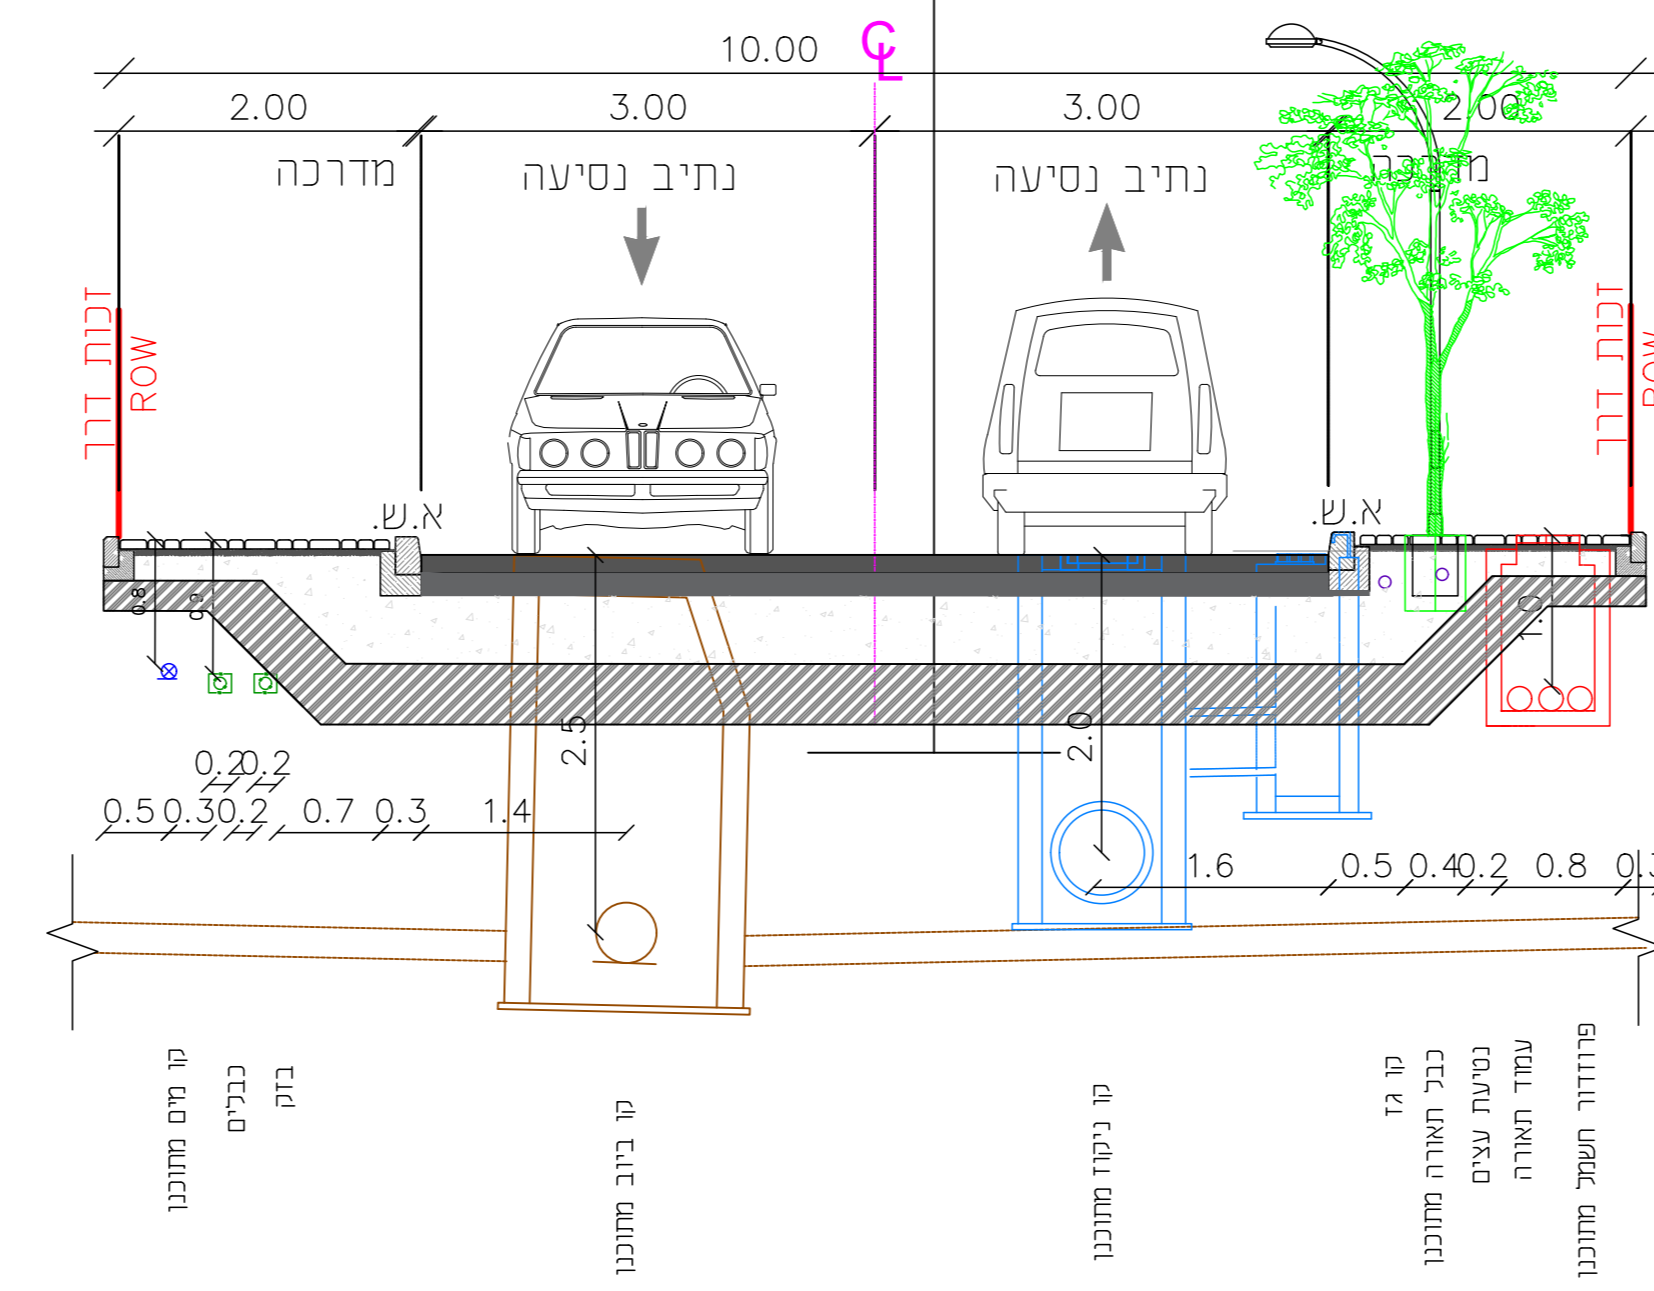 10.00
CL
2.00
3.00
3.00
2.00
מדרכה
נתיב נסיעה
נתיב נסיעה
מדרכה
זכות דרך
ROW
זכות דרך
ROW
א.ש.
א.ש.
0.8
0.9
1.0
2.5
2.0
0.2
0.2
0.5
0.3
0.2
0.7
0.3
1.4
1.6
0.5
0.4
0.2
0.8
קו מים מתוכנן
כבלים
בזק
קו ביוב מתוכנן
קו ניקוז מתוכנן
קו גז
כבל תאורה מתוכנן
נטיעת עצים
עמוד תאורה
פרוזדור חשמל מתוכנן